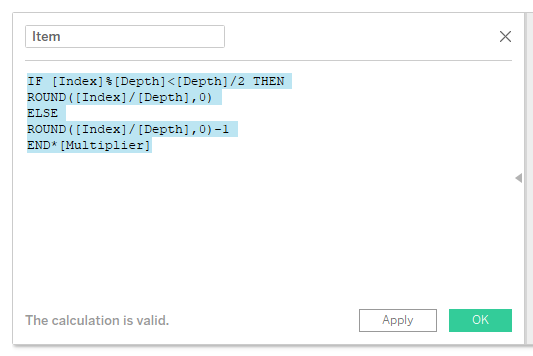 Item
IF [Index]%[Depth]<[Depth]/2 THEN
ROUND([Index]/[Depth],0)
ELSE
ROUND([Index]/[Depth],0)-1
END*[Multiplier]
The calculation is valid.
Apply
OK